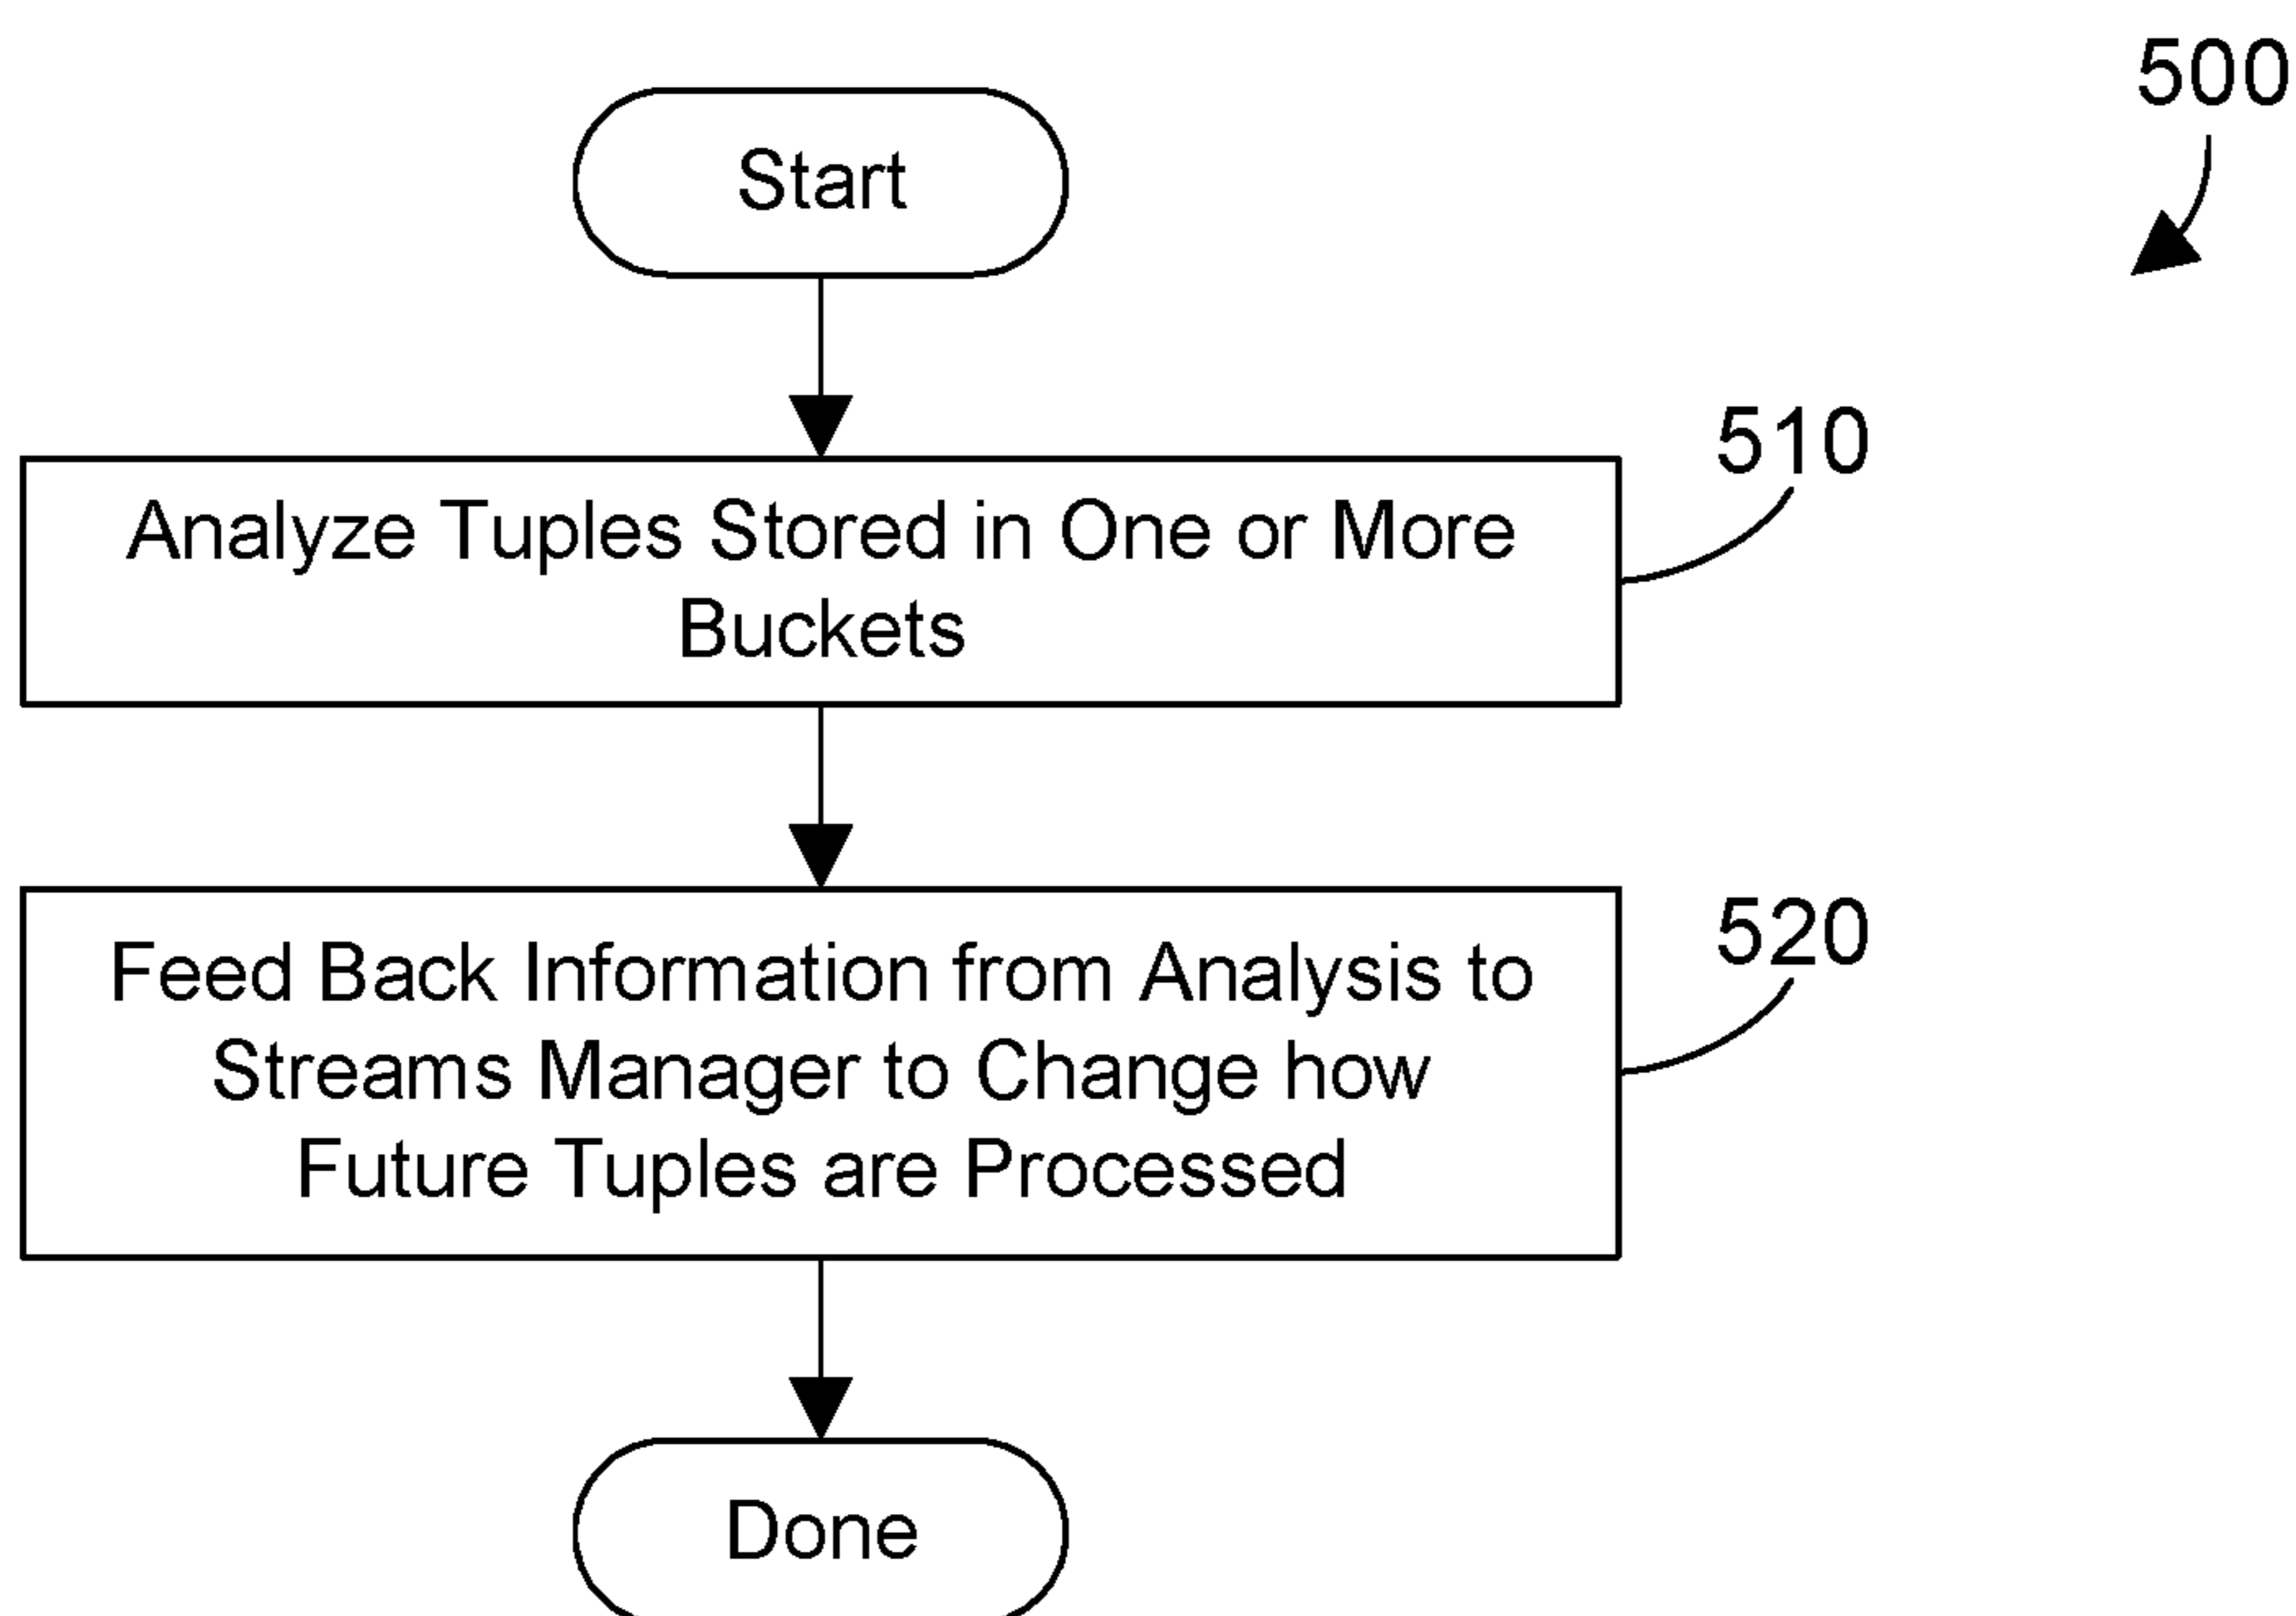 500
Start
510
Analyze Tuples Stored in One or More
Buckets
520
Feed Back Information from Analysis to
Streams Manager to Change how
Future Tuples are Processed
Done